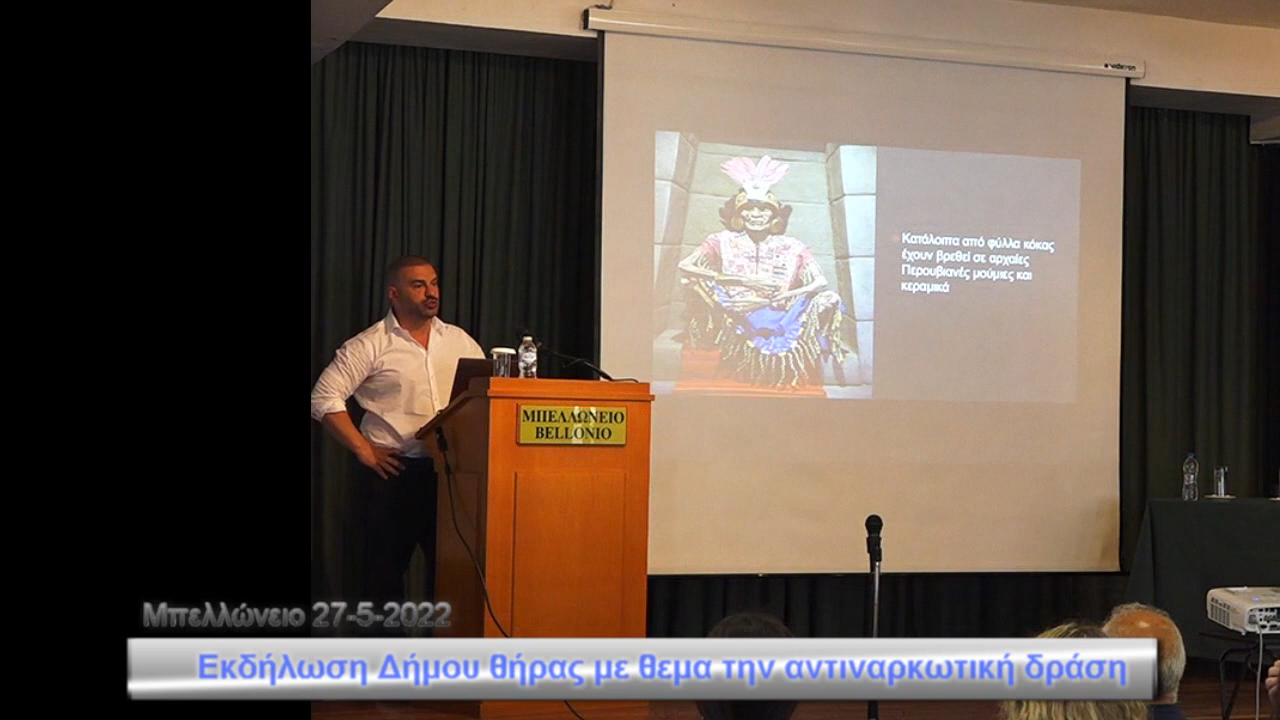 Κατάλοιπα από φύλλα κόκας
έχουν βρεθεί σε αρχαίες
Περουβιανές μούμιες και
κεραμικά
ΜΠΕΛΛΩΝΕΙΟ
BELLONIO
Μπελλώνειο 27-5-2022
Εκδήλωση Δήμου θήρας με θεμα την αντιναρκωτική δράση